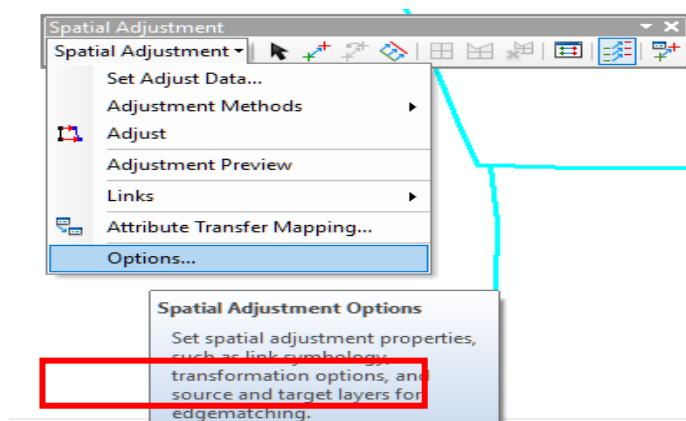 Spatial Adjustment
Spatial Adjustment
Set Adjust Data...
Adjustment Methods
Adjust
Adjustment Preview
Links
Attribute Transfer Mapping...
Options...
Spatial Adjustment Options
Set spatial adjustment properties,
such as link symbology,
transformation options, and
source and target layers for
edgematching.